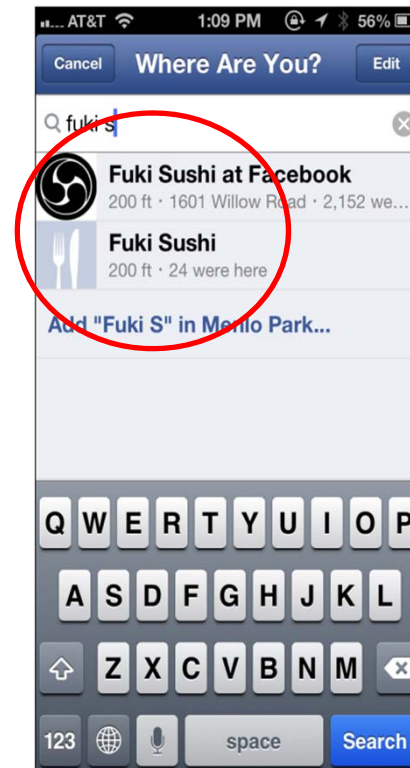 AT&T 1:09 PM 56%
Cancel Where Are You? Edit
fuki s
Fuki Sushi at Facebook
200 ft · 1601 Willow Road · 2,152 we...
Fuki Sushi
200 ft · 24 were here
Add "Fuki S" in Menlo Park...
Q W E R T Y U I O P
A S D F G H J K L
Z X C V B N M
123 space Search